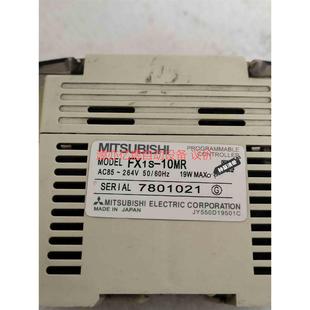 MITSUBISHI
PROGRAMMABLE
CONTROLLER
MODEL FX1S-10MR
AC85-264V 50/60Hz 19W MAX
SERIAL 7801021 G
MITSUBISHI ELECTRIC CORPORATION
MADE IN JAPAN JY550D19501C